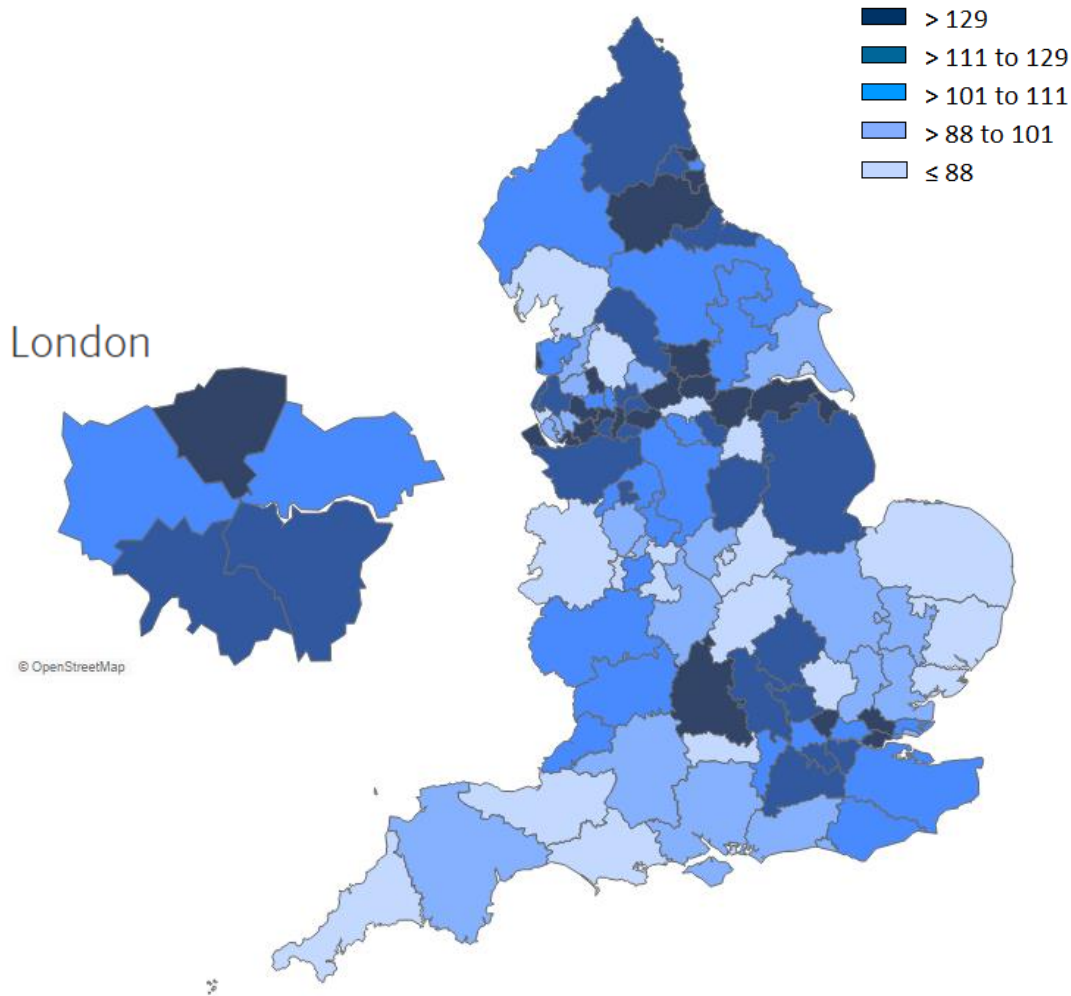 > 129
> 111 to 129
> 101 to 111
> 88 to 101
≤ 88
London
© OpenStreetMap